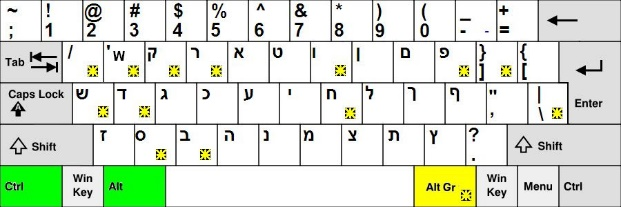 ~ ! @ # $ % ^ & * ) ( _ +
; 1 2 3 4 5 6 7 8 9 0 - =
Tab / 'w ק ר א ט ו ן ם פ } {
] [
Caps Lock ש ד ג כ ע י ח ל ך ף " |
, \ Enter
Shift ז ס ב ה נ מ צ ת ץ ? Shift
.
Ctrl Win Key Alt Alt Gr Win Key Menu Ctrl